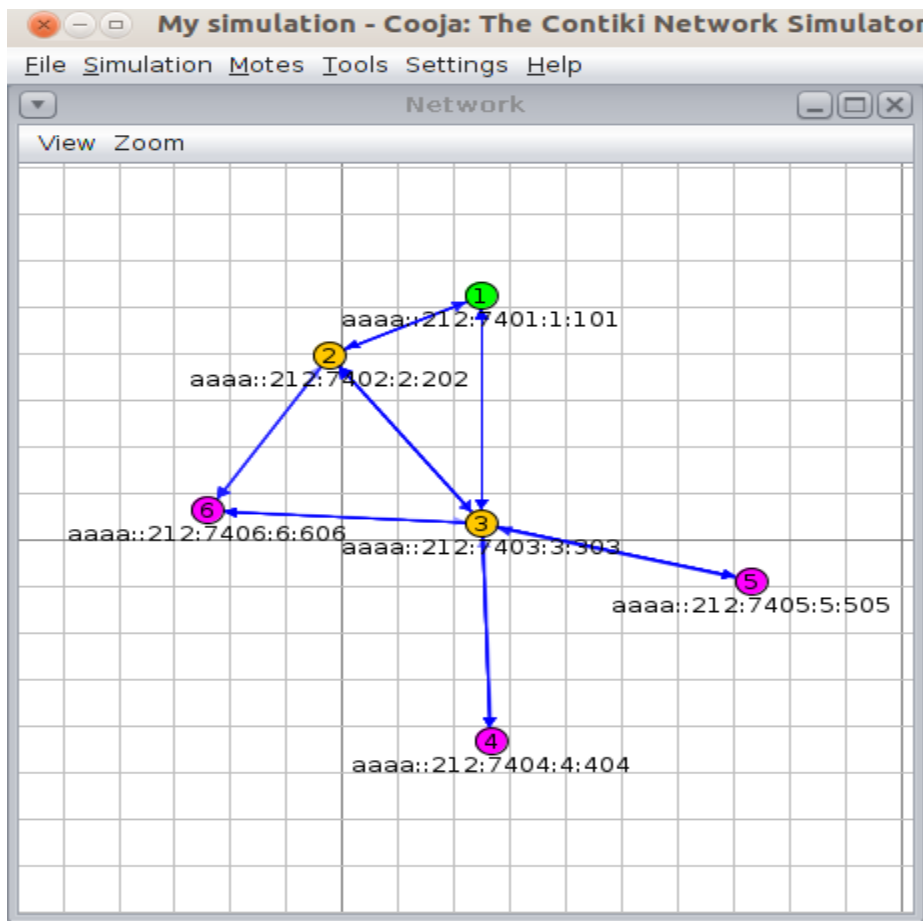 My simulation - Cooja: The Contiki Network Simulator
File Simulation Motes Tools Settings Help
Network
View Zoom
1
aaaa::212:7401:1:101
2
aaaa::212:7402:2:202
6
aaaa::212:7406:6:606
3
aaaa::212:7403:3:303
5
aaaa::212:7405:5:505
4
aaaa::212:7404:4:404